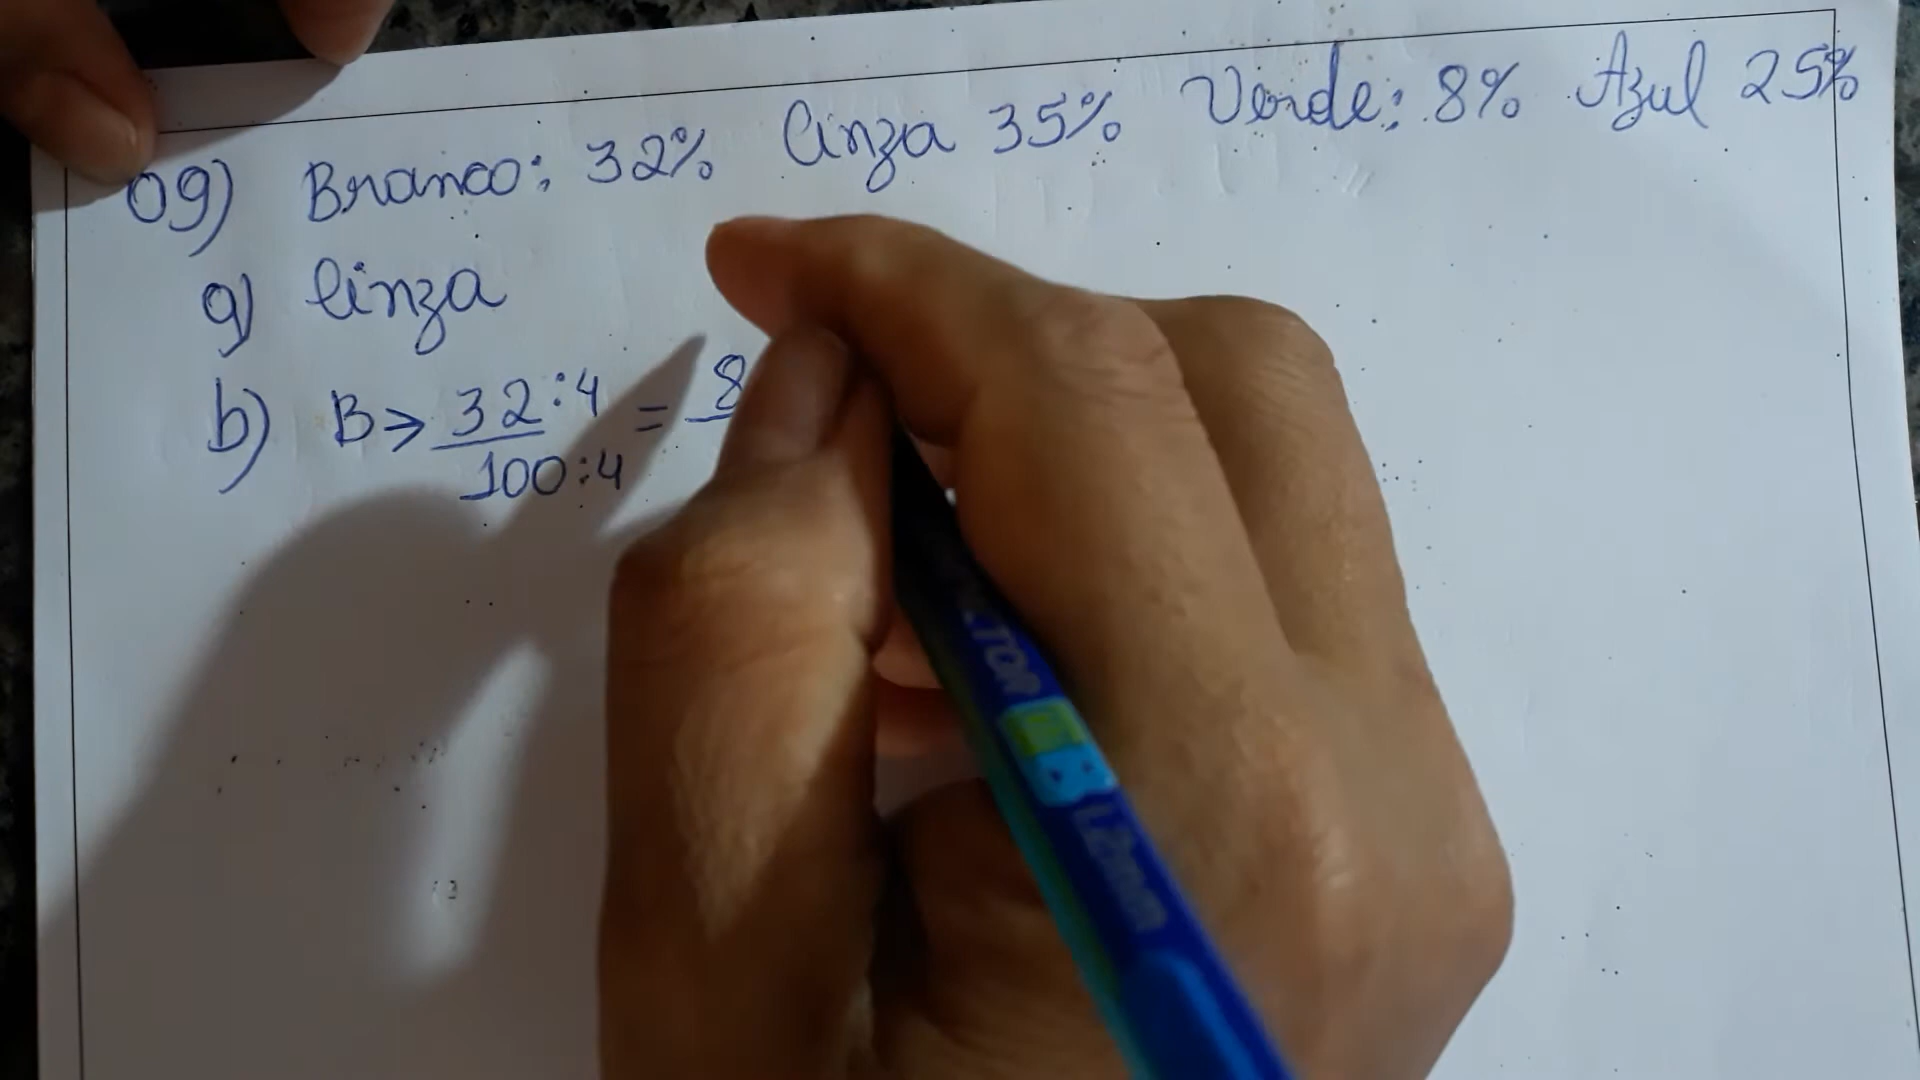 09) Branco: 32% Cinza 35% Verde: 8% Azul 25%
a) Cinza
b) B→ 32:4 = 8
100:4